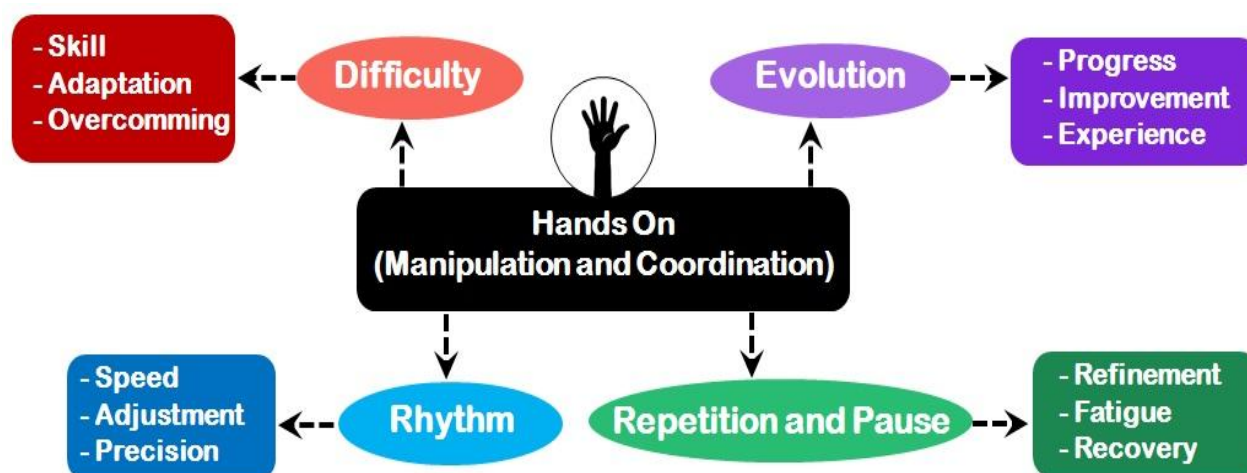 - Skill
- Adaptation
- Overcomming
Difficulty
Evolution
- Progress
- Improvement
- Experience
Hands On
(Manipulation and Coordination)
- Speed
- Adjustment
- Precision
Rhythm
Repetition and Pause
- Refinement
- Fatigue
- Recovery